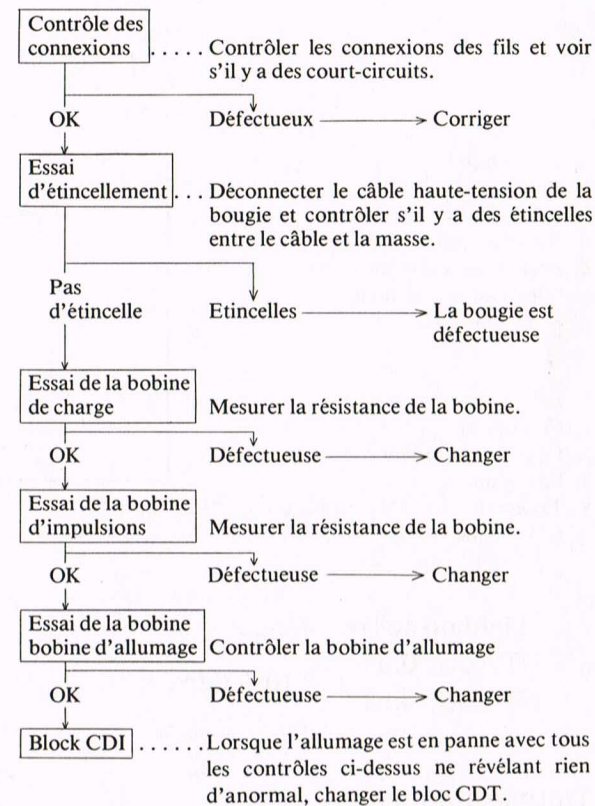 Contrôle des
connexions . . . . . Contrôler les connexions des fils et voir
s'il y a des court-circuits.
OK Défectueux Corriger
Essai
d'étincellement . . . Déconnecter le câble haute-tension de la
bougie et contrôler s'il y a des étincelles
entre le câble et la masse.
Pas
d'étincelle Etincelles La bougie est
défectueuse
Essai de la bobine
de charge Mesurer la résistance de la bobine.
OK Défectueuse Changer
Essai de la bobine
d'impulsions Mesurer la résistance de la bobine.
OK Défectueuse Changer
Essai de la bobine
bobine d'allumage Contrôler la bobine d'allumage
OK Défectueuse Changer
Block CDI . . . . . . Lorsque l'allumage est en panne avec tous
les contrôles ci-dessus ne révélant rien
d'anormal, changer le bloc CDT.